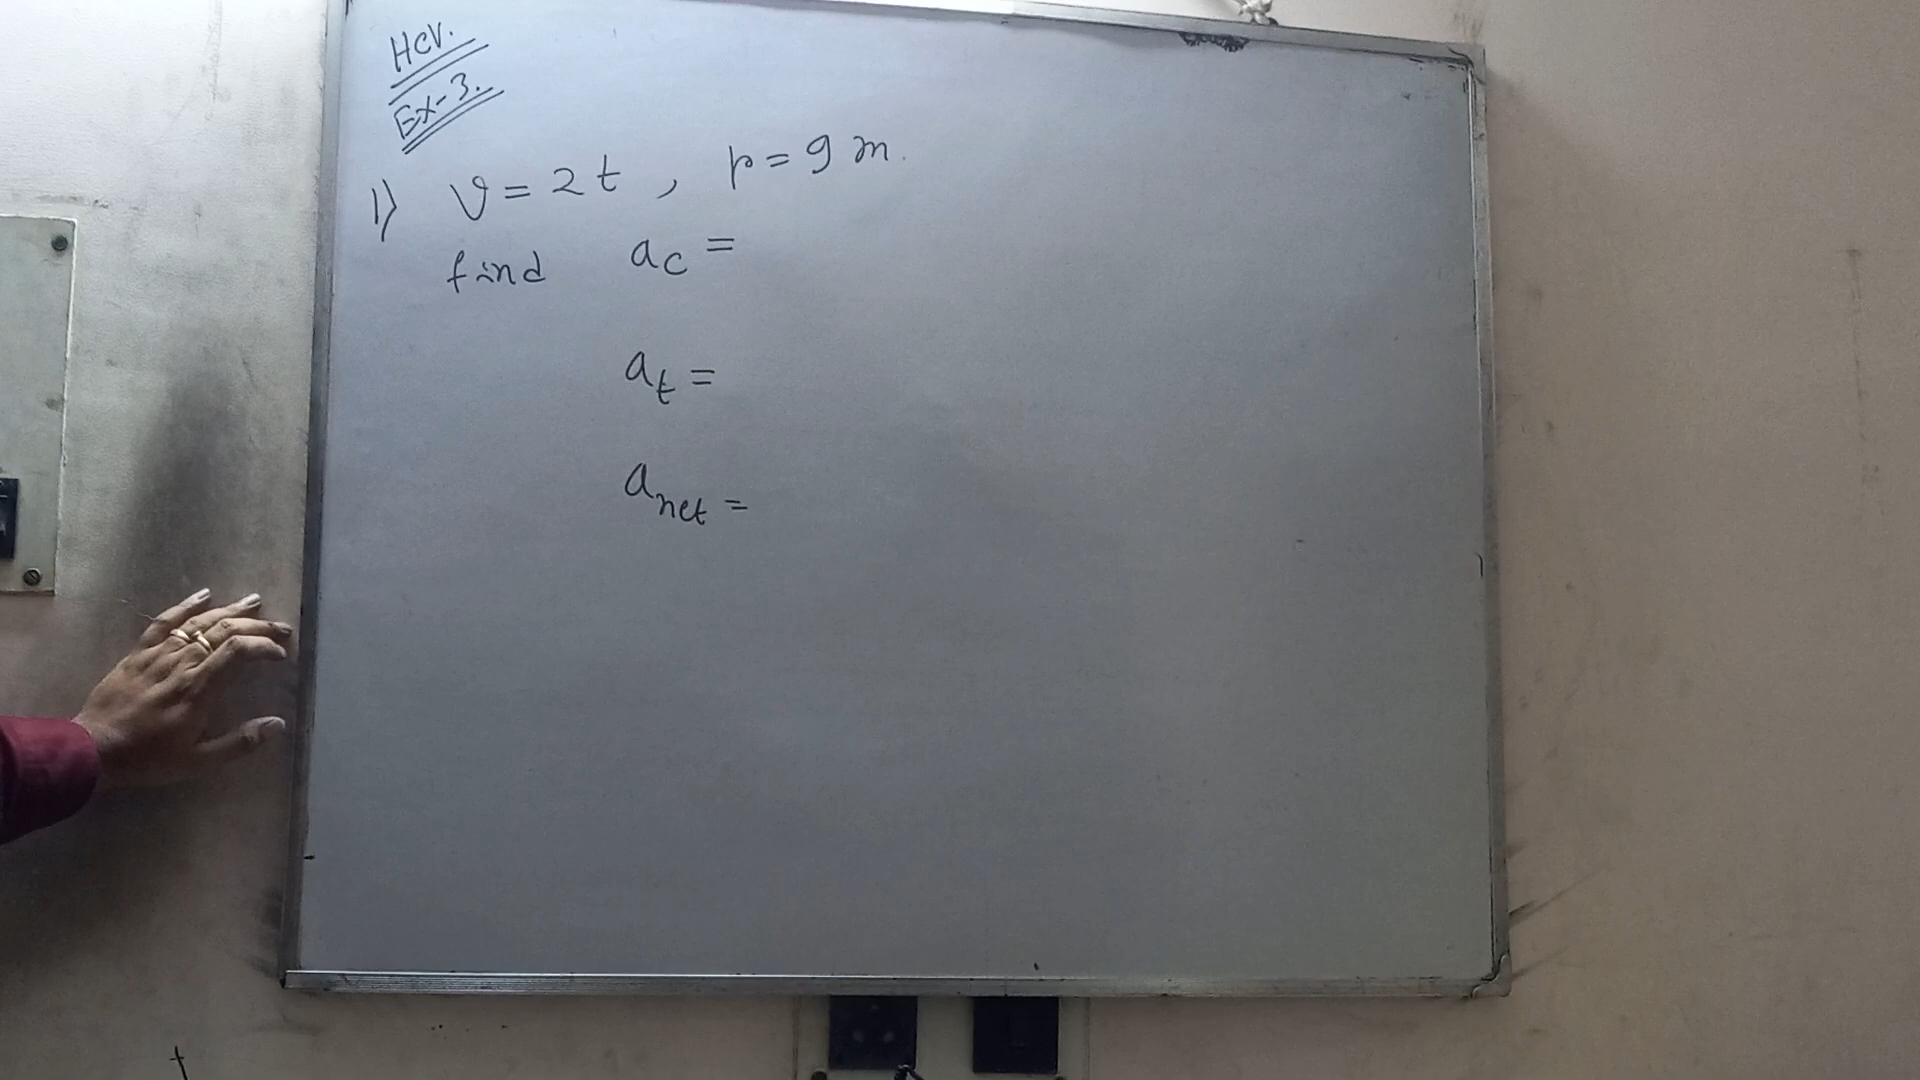 HCV.
Ex-3.
1) v = 2t , r = 9 m.
find a_c =
a_t =
a_net =